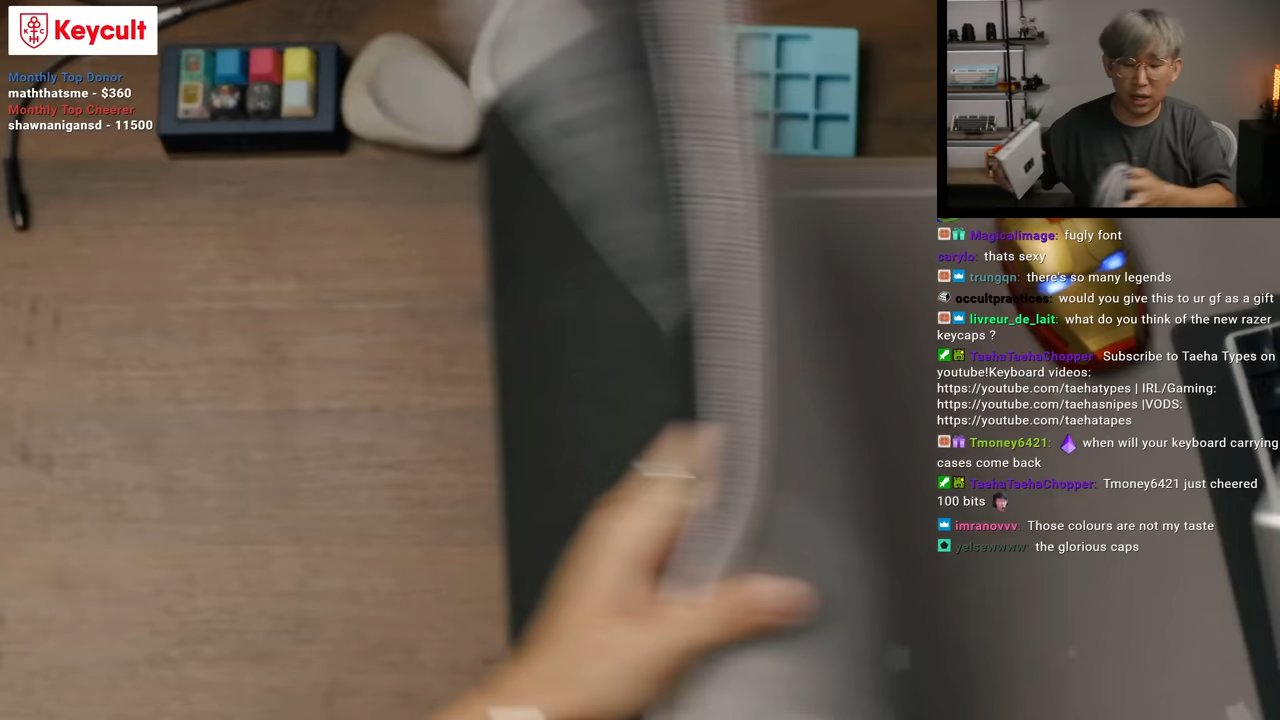 Keycult
Monthly Top Donor
maththatsme - $360
Monthly Top Cheerer
shawnanigansd - 11500
Magicalimage: fugly font
carylo: thats sexy
trungqn: there's so many legends
occultpractices: would you give this to ur gf as a gift
livreur_de_lait: what do you think of the new razer
keycaps ?
TaehaTaehaChopper: Subscribe to Taeha Types on
youtube!Keyboard videos:
https://youtube.com/taehatypes | IRL/Gaming:
https://youtube.com/taehasnipes |VODS:
https://youtube.com/taehatapes
Tmoney6421: when will your keyboard carrying
cases come back
TaehaTaehaChopper: Tmoney6421 just cheered
100 bits
imranovvv: Those colours are not my taste
yelsewwww: the glorious caps